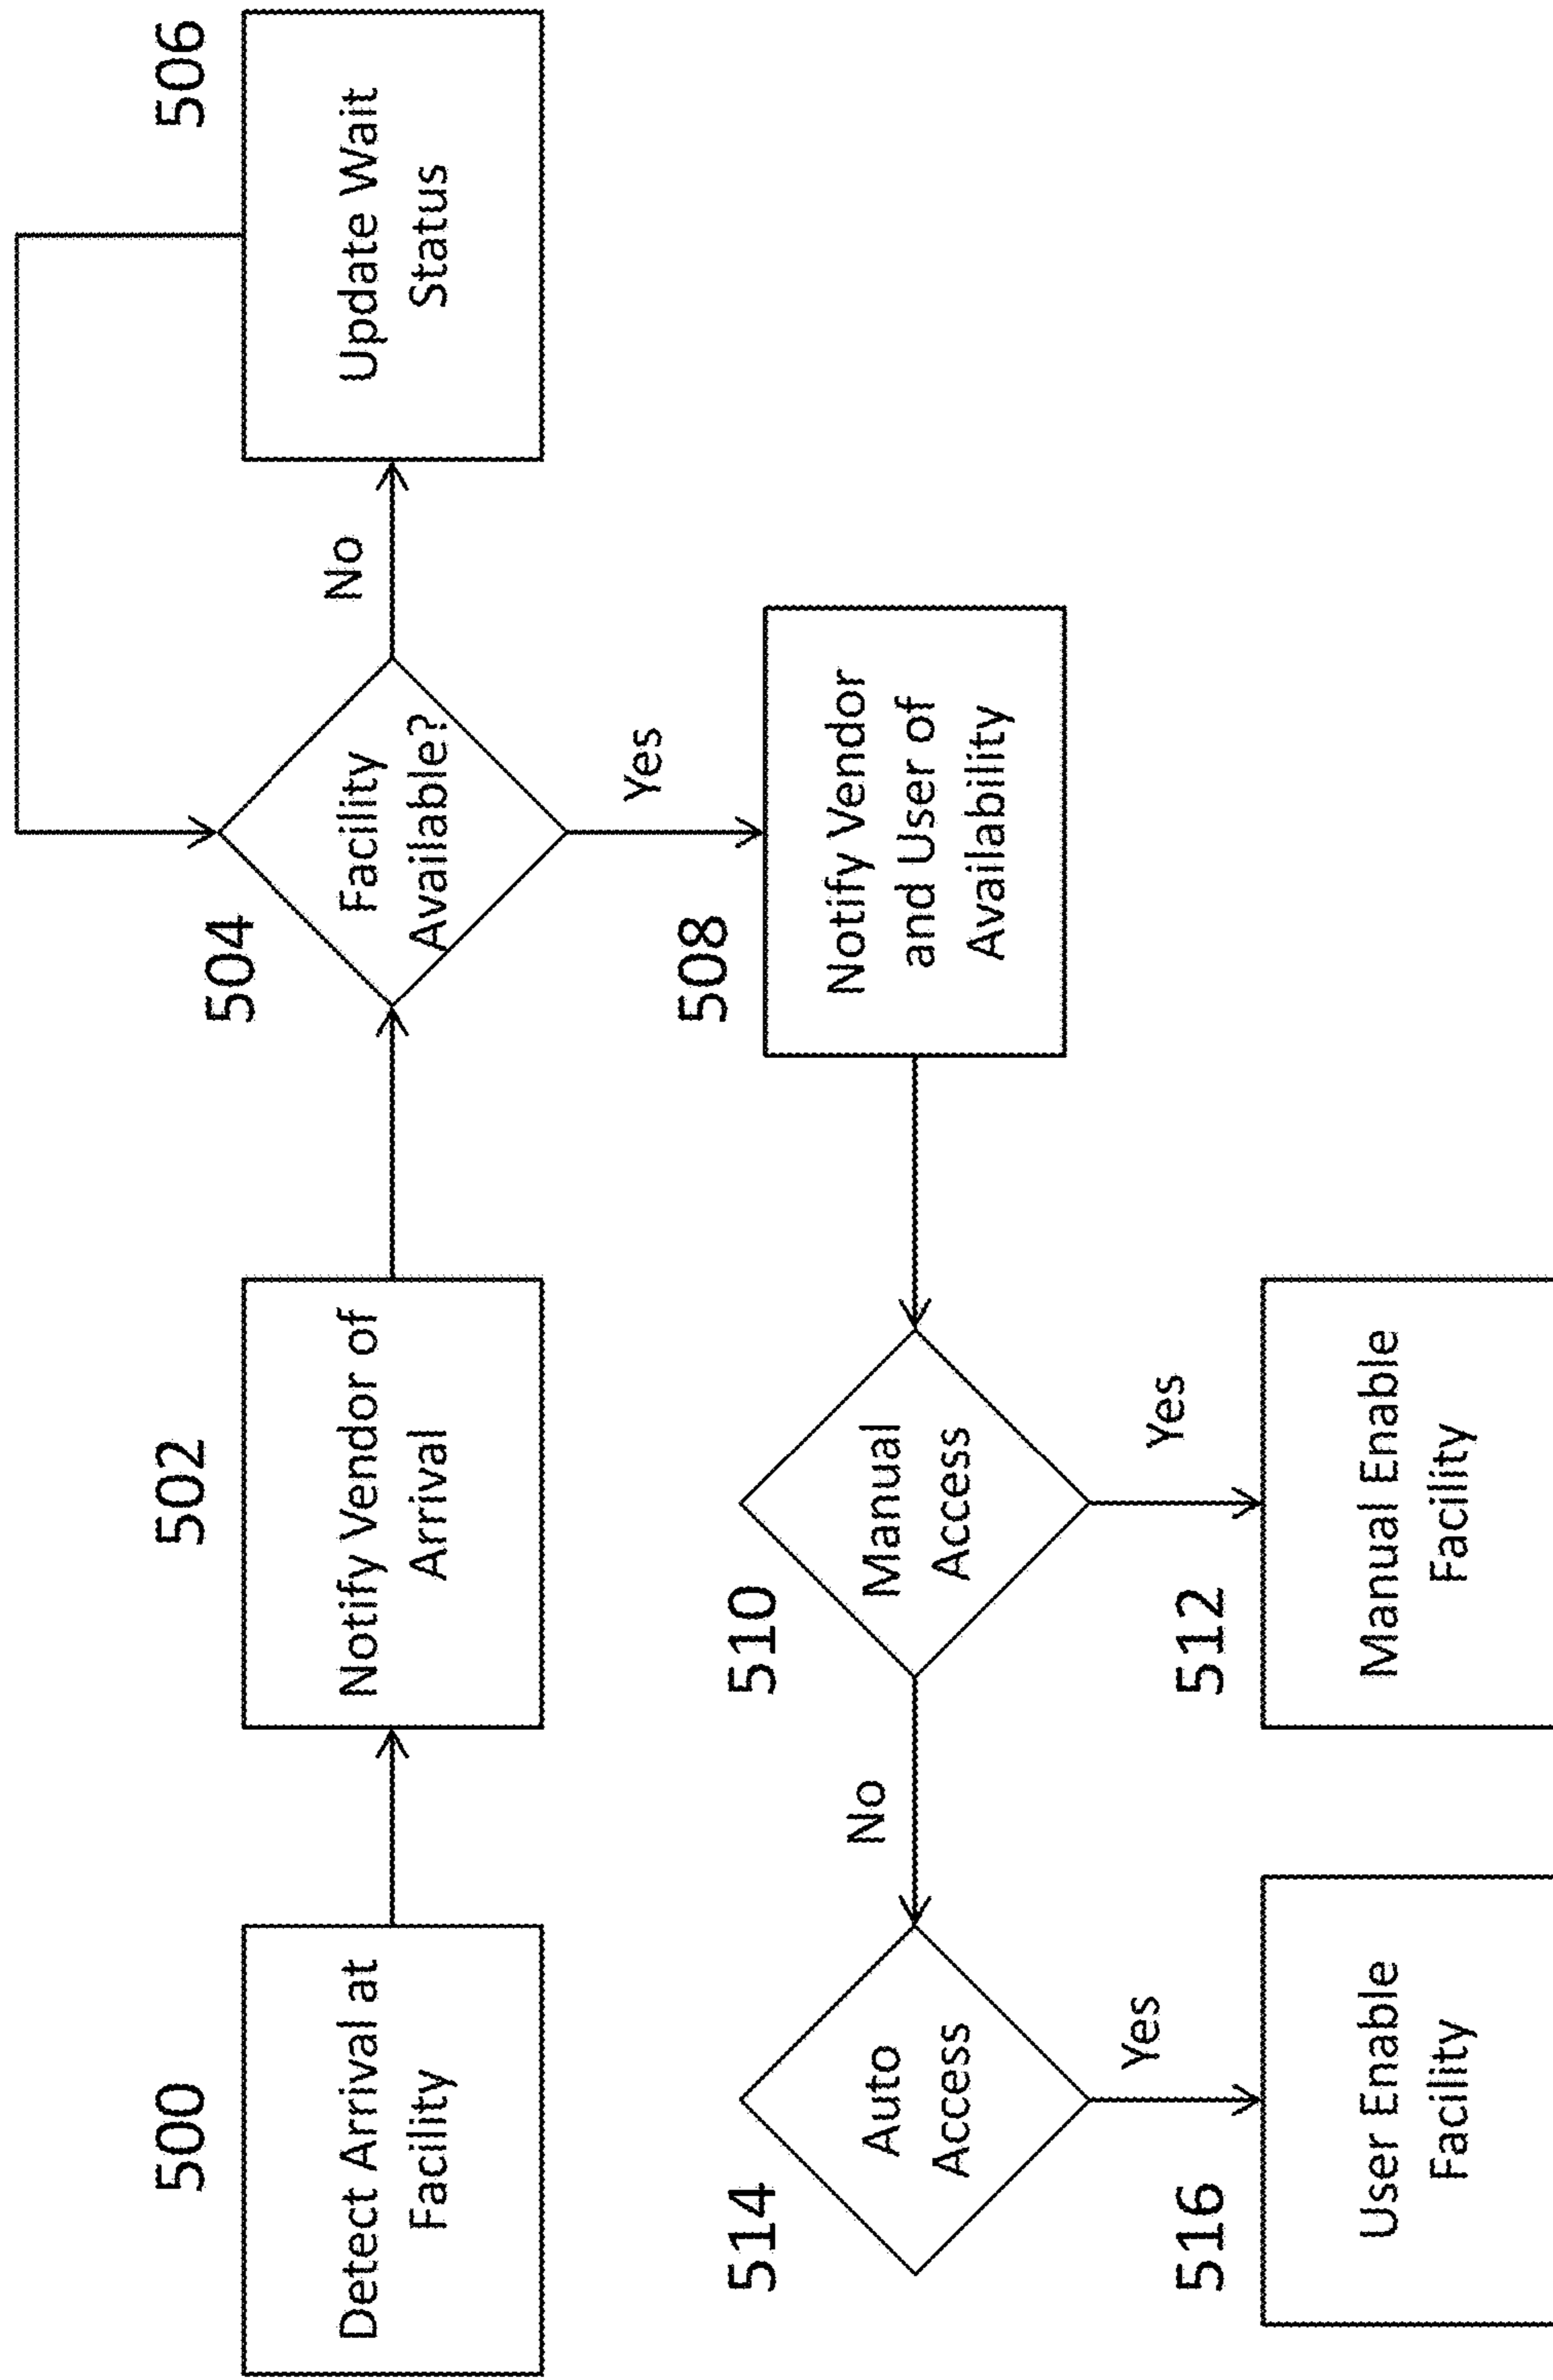 500
Detect Arrival at
Facility
502
Notify Vendor of
Arrival
504
Facility
Available?
No
506
Update Wait
Status
Yes
508
Notify Vendor
and User of
Availability
510
Manual
Access
Yes
512
Manual Enable
Facility
No
514
Auto
Access
Yes
516
User Enable
Facility